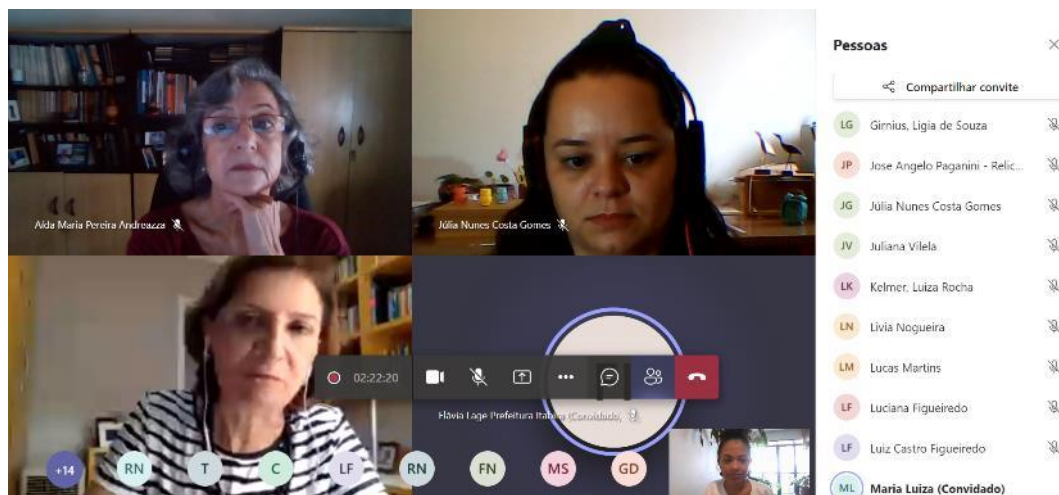 Aída Maria Pereira Andreazza
Júlia Nunes Costa Gomes
02:22:20
Flávia Lage Prefeitura Itabira (Convidado)
+14
RN
T
C
LF
RN
FN
MS
GD
Pessoas
Compartilhar convite
LG Girnius, Ligia de Souza
JP Jose Angelo Paganini - Relic...
JG Júlia Nunes Costa Gomes
JV Juliana Vilela
LK Kelmer, Luiza Rocha
LN Livia Nogueira
LM Lucas Martins
LF Luciana Figueiredo
LF Luiz Castro Figueiredo
ML Maria Luiza (Convidado)